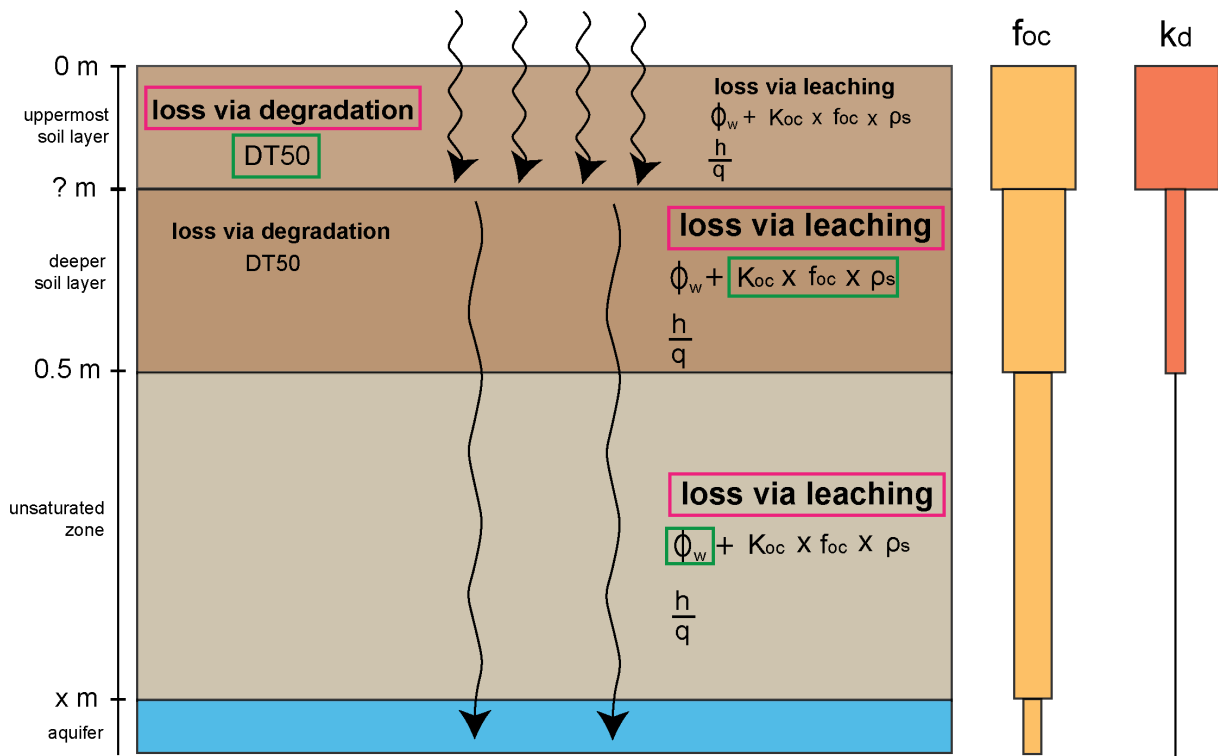 foc
kd
0 m
uppermost
soil layer
loss via degradation
DT50
loss via leaching
ϕw + Koc x foc x ρs
h
q
? m
deeper
soil layer
loss via degradation
DT50
loss via leaching
ϕw + Koc x foc x ρs
h
q
0.5 m
unsaturated
zone
loss via leaching
ϕw + Koc x foc x ρs
h
q
x m
aquifer